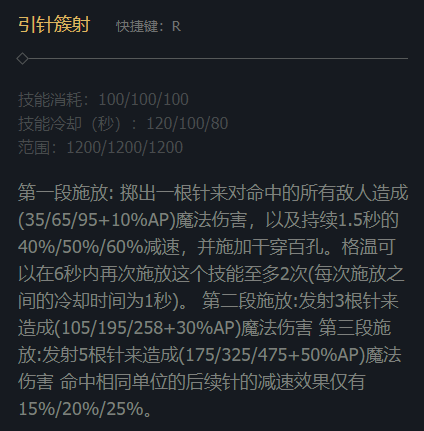 引针簇射 快捷键：R
技能消耗：100/100/100
技能冷却（秒）：120/100/80
范围：1200/1200/1200
第一段施放: 掷出一根针来对命中的所有敌人造成
(35/65/95+10%AP)魔法伤害，以及持续1.5秒的
40%/50%/60%减速，并施加千穿百孔。格温可
以在6秒内再次施放这个技能至多2次(每次施放之
间的冷却时间为1秒)。 第二段施放:发射3根针来
造成(105/195/258+30%AP)魔法伤害 第三段施
放:发射5根针来造成(175/325/475+50%AP)魔法
伤害 命中相同单位的后续针的减速效果仅有
15%/20%/25%。